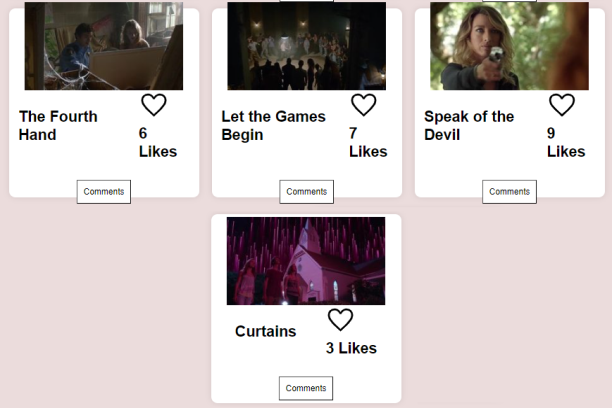 The Fourth
Hand
6
Likes
Comments
Let the Games
Begin
7
Likes
Comments
Speak of the
Devil
9
Likes
Comments
Curtains
3 Likes
Comments